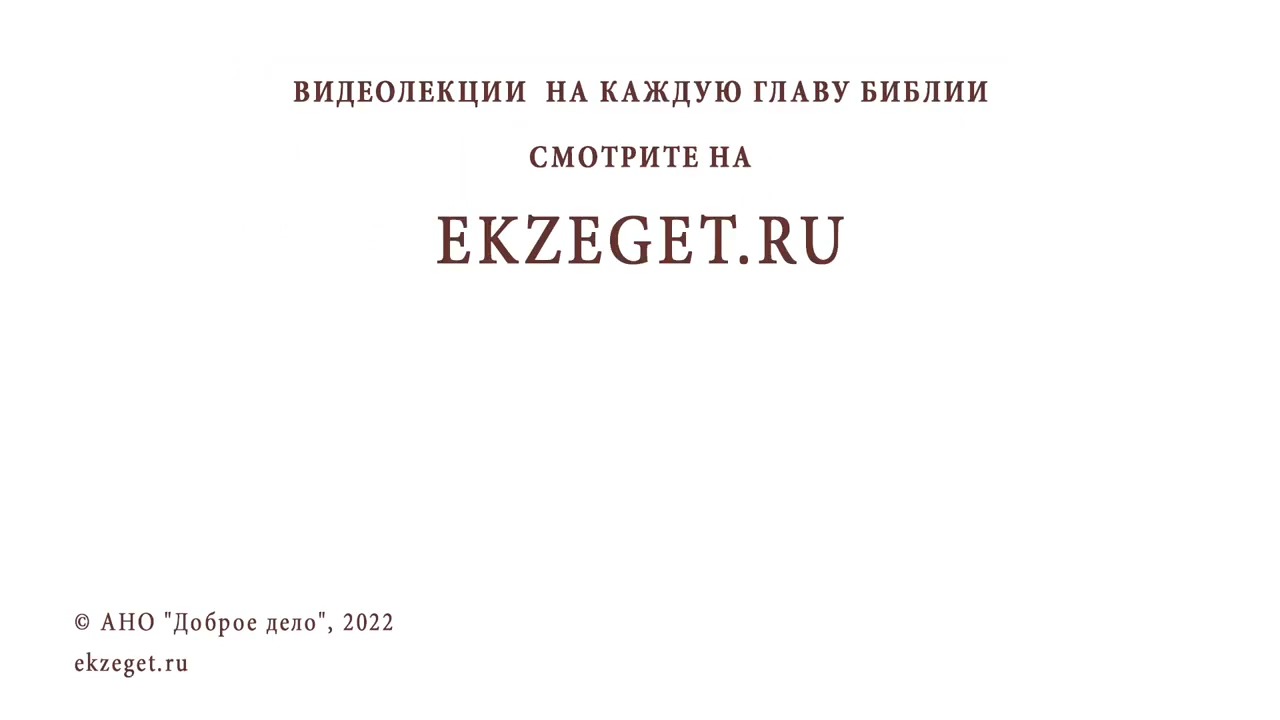 ВИДЕОЛЕКЦИИ НА КАЖДУЮ ГЛАВУ БИБЛИИ
СМОТРИТЕ НА
EKZEGET.RU
© АНО "Доброе дело", 2022
ekzeget.ru